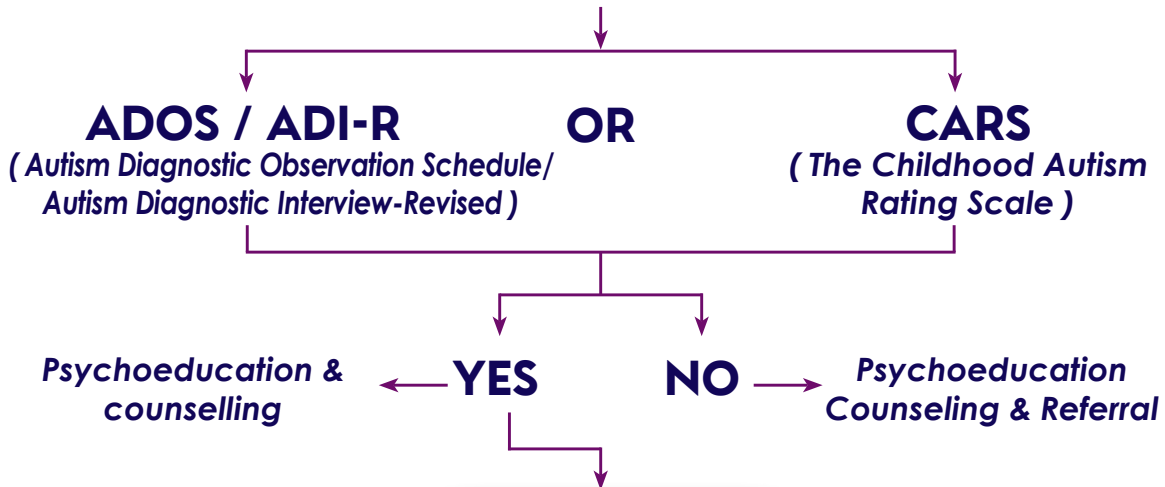 ADOS / ADI-R
( Autism Diagnostic Observation Schedule/
Autism Diagnostic Interview-Revised )
OR
CARS
( The Childhood Autism
Rating Scale )
Psychoeducation &
counselling
YES
NO
Psychoeducation
Counseling & Referral